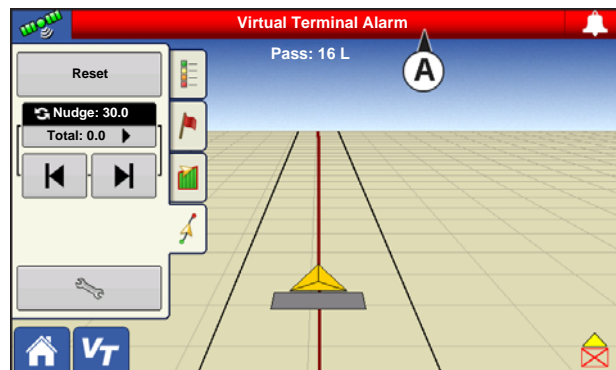 Virtual Terminal Alarm
Pass: 16 L
A
Reset
Nudge: 30.0
Total: 0.0
VT